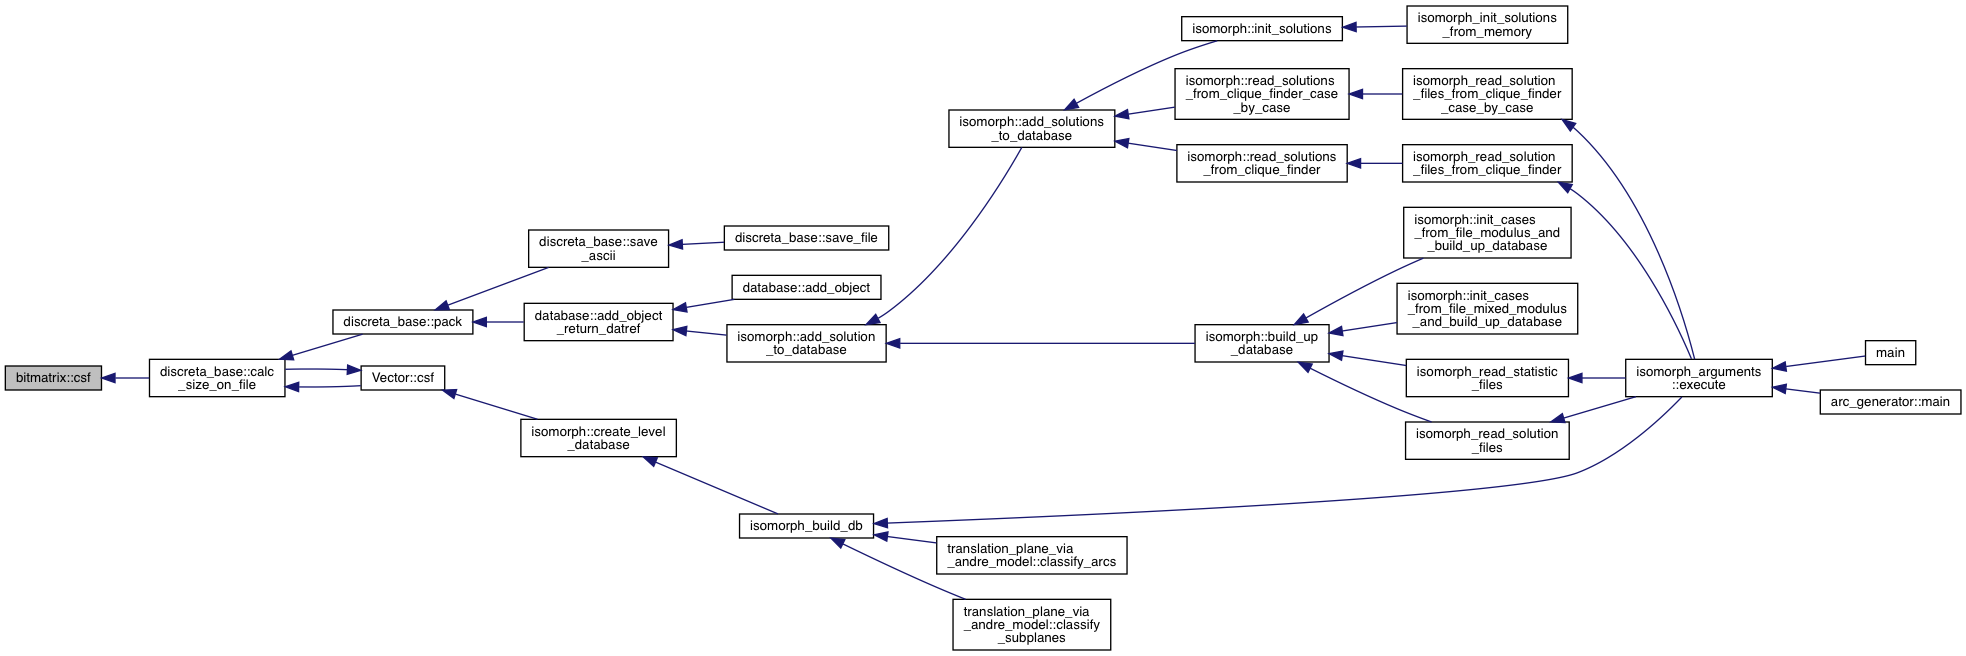 bitmatrix::csf
discreta_base::calc
_size_on_file
discreta_base::pack
Vector::csf
discreta_base::save
_ascii
discreta_base::save_file
database::add_object
_return_datref
database::add_object
isomorph::add_solution
_to_database
isomorph::add_solutions
_to_database
isomorph::init_solutions
isomorph_init_solutions
_from_memory
isomorph::read_solutions
_from_clique_finder_case
_by_case
isomorph_read_solution
_files_from_clique_finder
_case_by_case
isomorph::read_solutions
_from_clique_finder
isomorph_read_solution
_files_from_clique_finder
isomorph::build_up
_database
isomorph::init_cases
_from_file_modulus_and
_build_up_database
isomorph::init_cases
_from_file_mixed_modulus
_and_build_up_database
isomorph_read_statistic
_files
isomorph_read_solution
_files
isomorph_arguments
::execute
main
arc_generator::main
isomorph::create_level
_database
isomorph_build_db
translation_plane_via
_andre_model::classify_arcs
translation_plane_via
_andre_model::classify
_subplanes